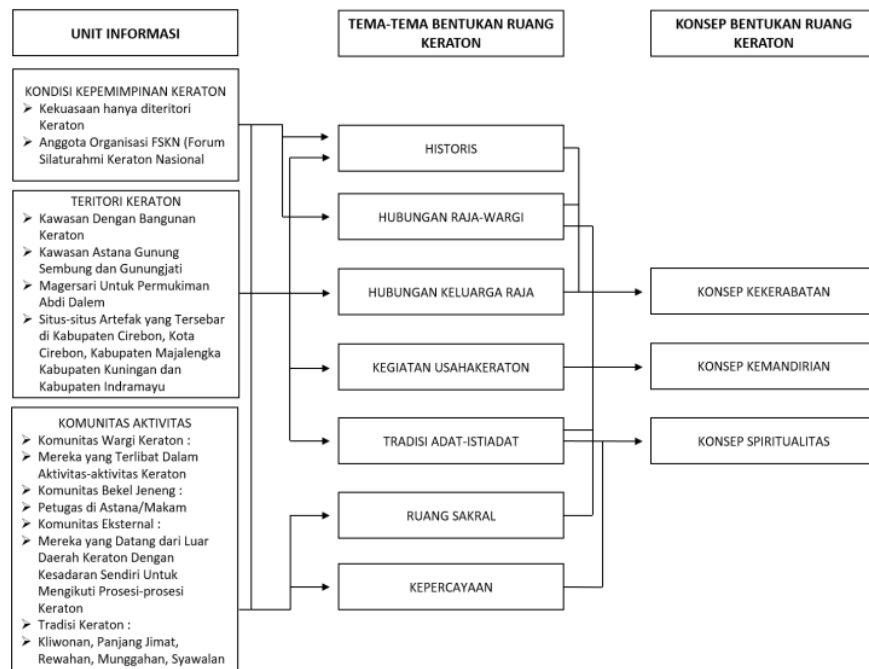 UNIT INFORMASI
KONDISI KEPEMIMPINAN KERATON
➢ Kekuasaan hanya diteritori
Keraton
➢ Anggota Organisasi FSKN (Forum
Silaturahmi Keraton Nasional
TERITORI KERATON
➢ Kawasan Dengan Bangunan
Keraton
➢ Kawasan Astana Gunung
Sembung dan Gunungjati
➢ Magersari Untuk Permukiman
Abdi Dalem
➢ Situs-situs Artefak yang Tersebar
di Kabupaten Cirebon, Kota
Cirebon, Kabupaten Majalengka
Kabupaten Kuningan dan
Kabupaten Indramayu
KOMUNITAS AKTIVITAS
➢ Komunitas Wargi Keraton :
➢ Mereka yang Terlibat Dalam
Aktivitas-aktivitas Keraton
➢ Komunitas Bekel Jeneng :
➢ Petugas di Astana/Makam
➢ Komunitas Eksternal :
➢ Mereka yang Datang dari Luar
Daerah Keraton Dengan
Kesadaran Sendiri Untuk
Mengikuti Prosesi-prosesi
Keraton
➢ Tradisi Keraton :
➢ Kliwonan, Panjang Jimat,
Rewahan, Munggahan, Syawalan
TEMA-TEMA BENTUKAN RUANG
KERATON
HISTORIS
HUBUNGAN RAJA-WARGI
HUBUNGAN KELUARGA RAJA
KEGIATAN USAHAKERATON
TRADISI ADAT-ISTIADAT
RUANG SAKRAL
KEPERCAYAAN
KONSEP BENTUKAN RUANG
KERATON
KONSEP KEKERABATAN
KONSEP KEMANDIRIAN
KONSEP SPIRITUALITAS